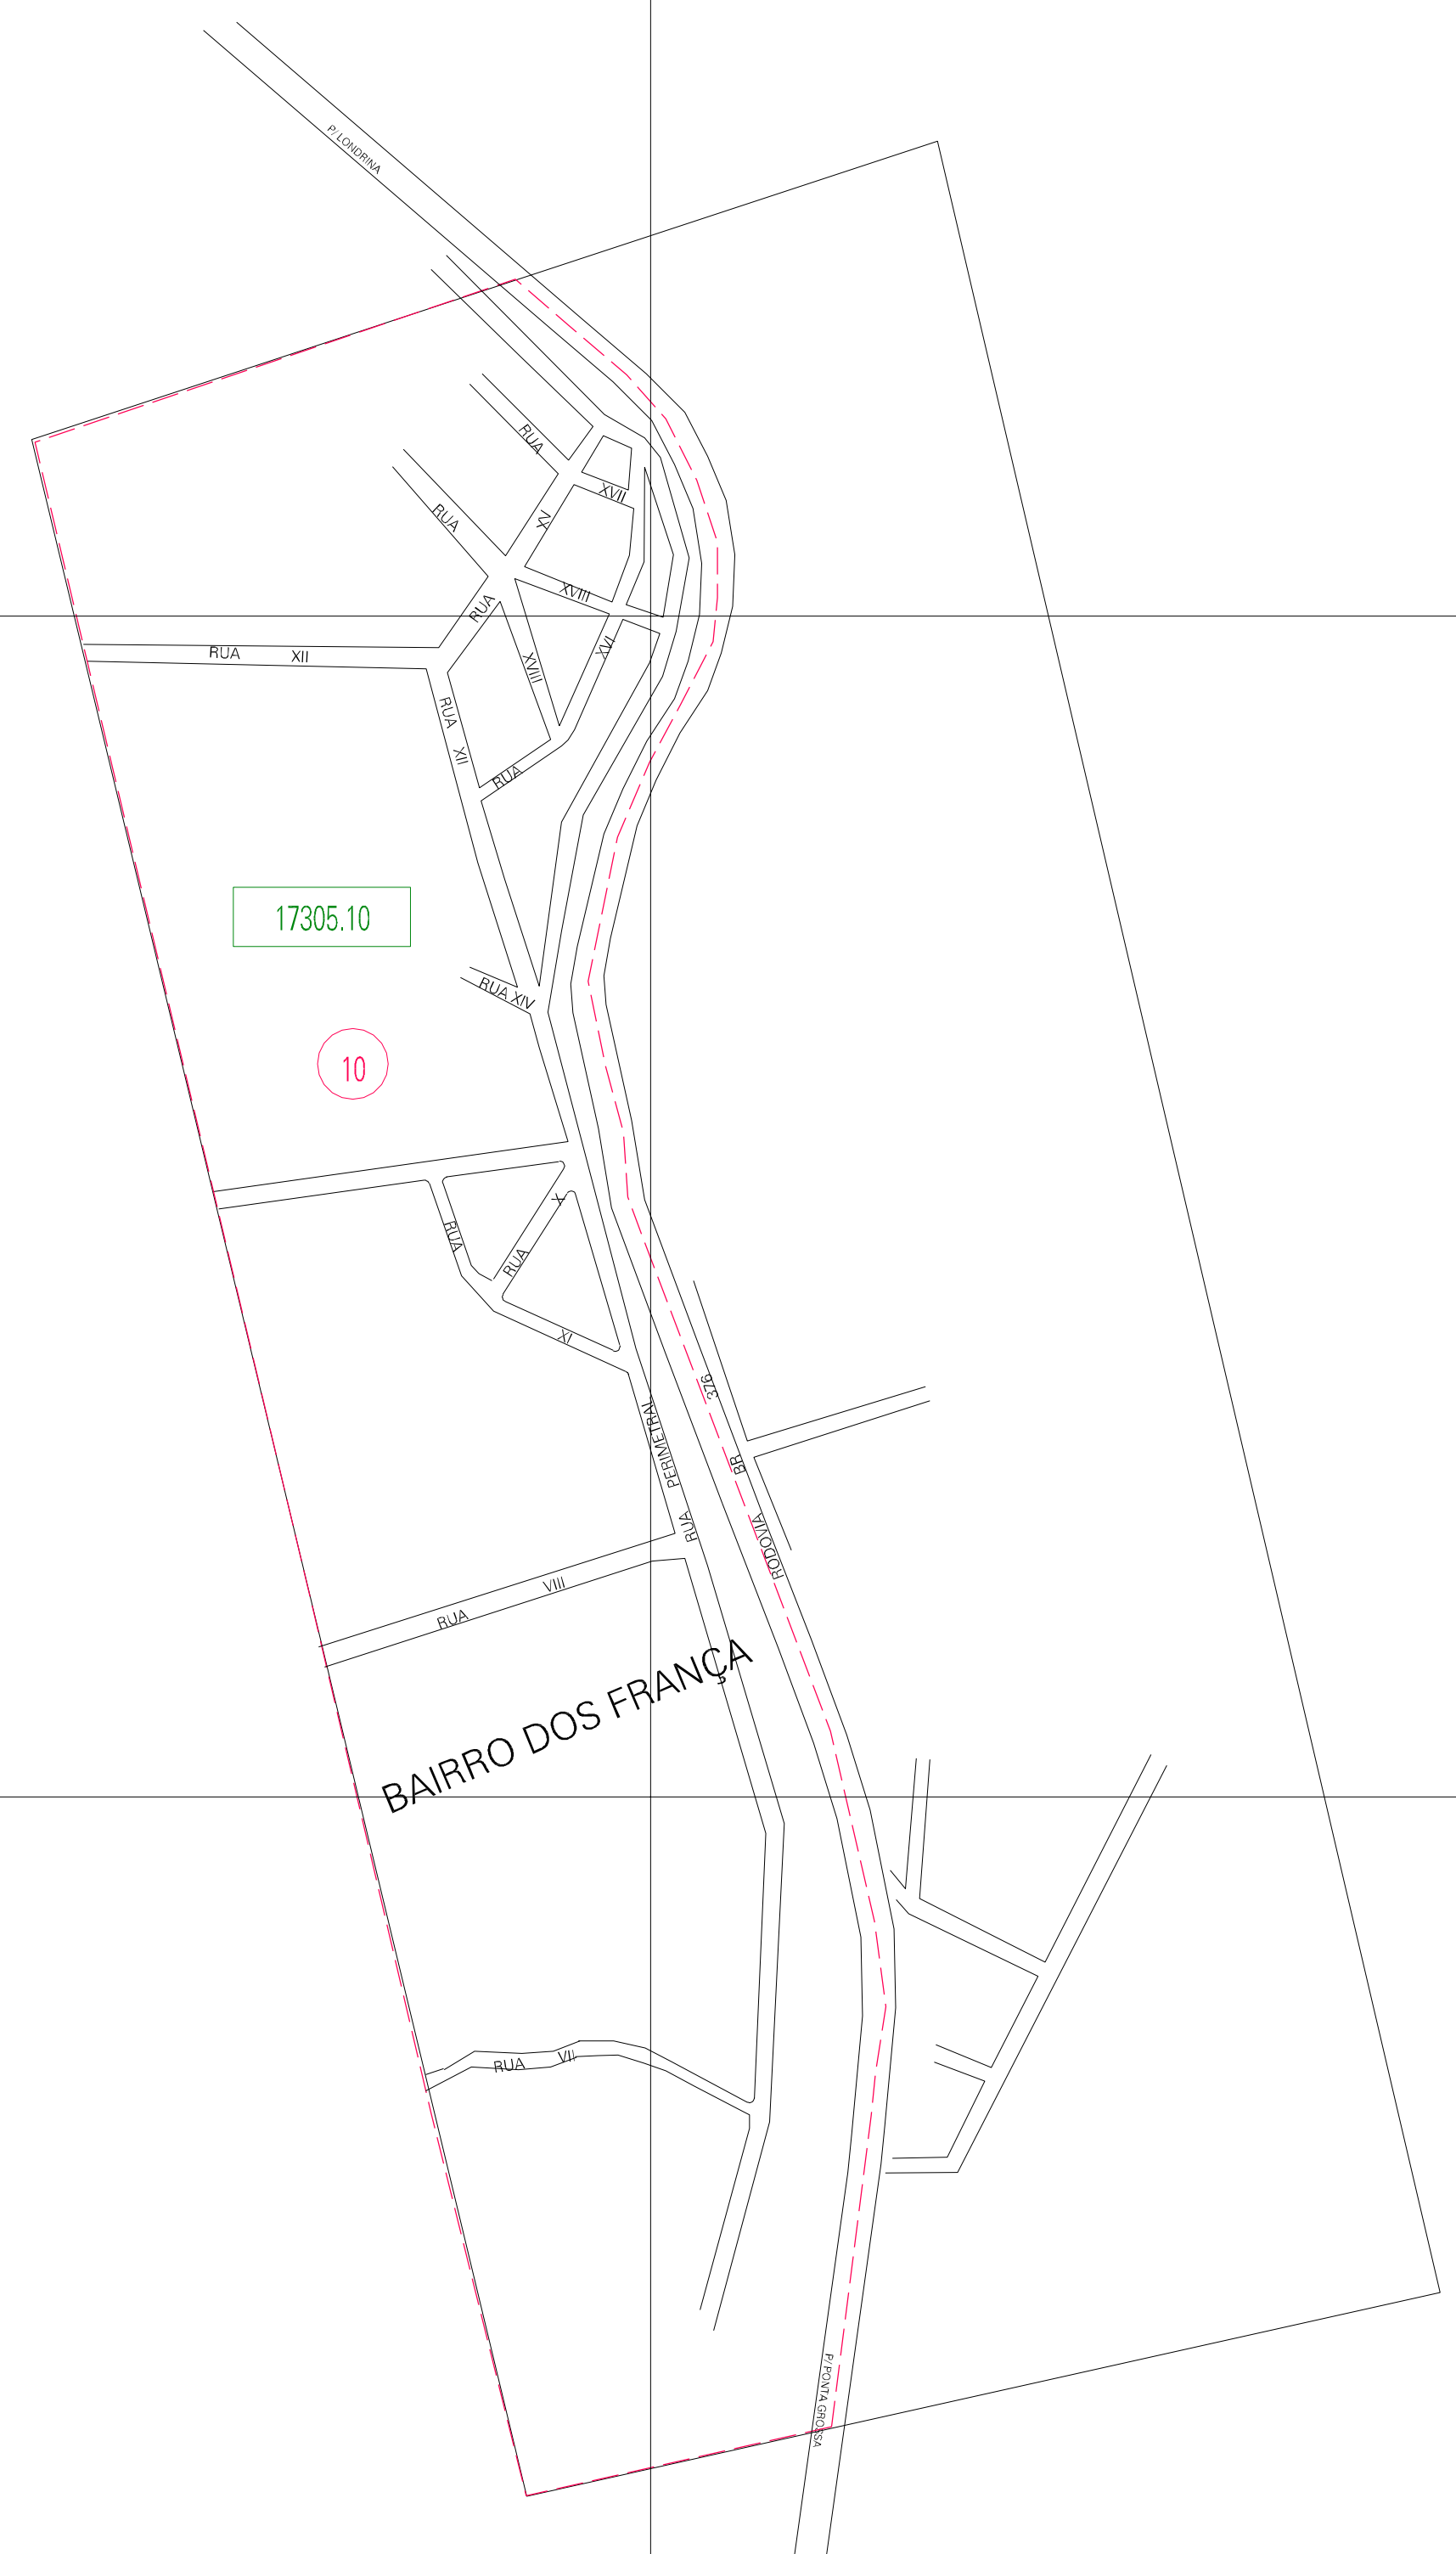 P/ LONDRINA
RUA
XVII
RUA
XV
XVIII
RUA
XVI
RUA XII
XVIII
RUA XII
RUA
17305.10
RUA XIV
10
RUA
RUA X
XI
RUA PERIMETRAL
RODOVIA BR 376
RUA VIII
BAIRRO DOS FRANÇA
RUA VII
P/ PONTA GROSSA